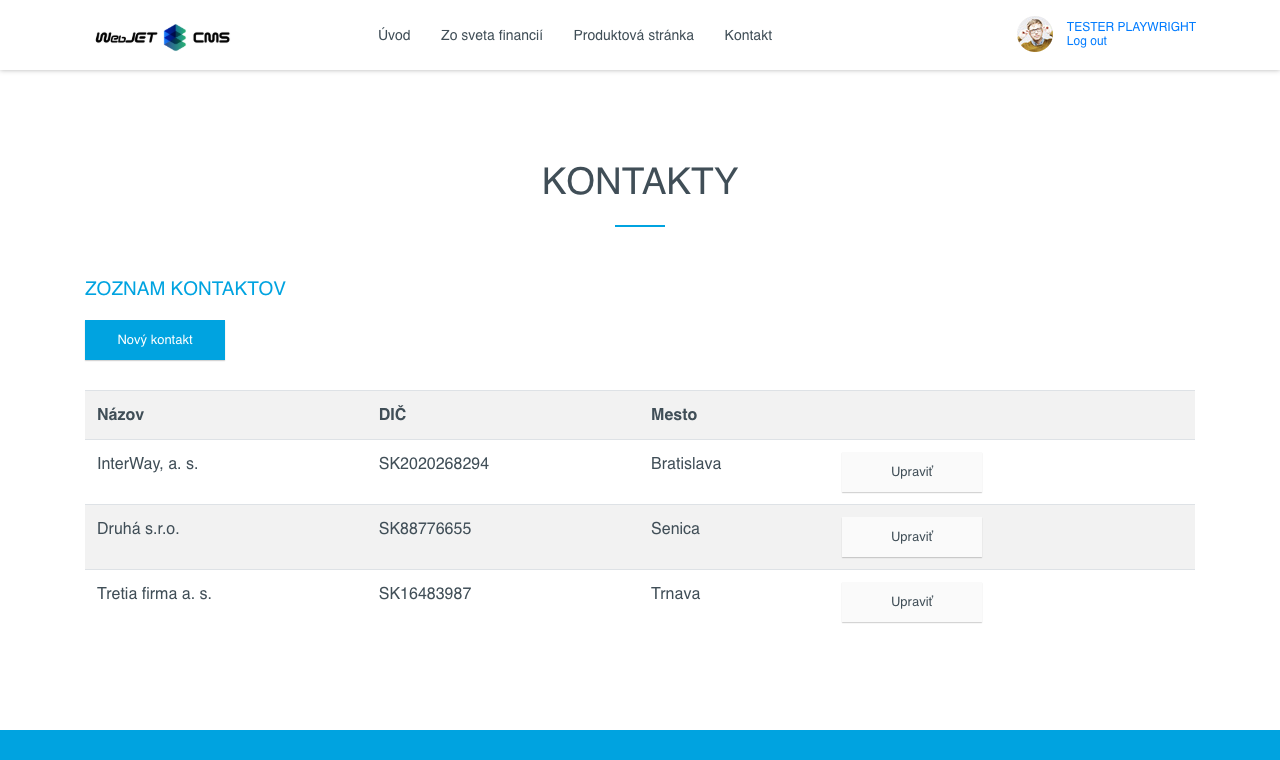 WebJET CMS
Úvod Zo sveta financií Produktová stránka Kontakt
TESTER PLAYWRIGHT
Log out
KONTAKTY
ZOZNAM KONTAKTOV
Nový kontakt
Názov DIČ Mesto
InterWay, a. s. SK2020268294 Bratislava Upraviť
Druhá s.r.o. SK88776655 Senica Upraviť
Tretia firma a. s. SK16483987 Trnava Upraviť